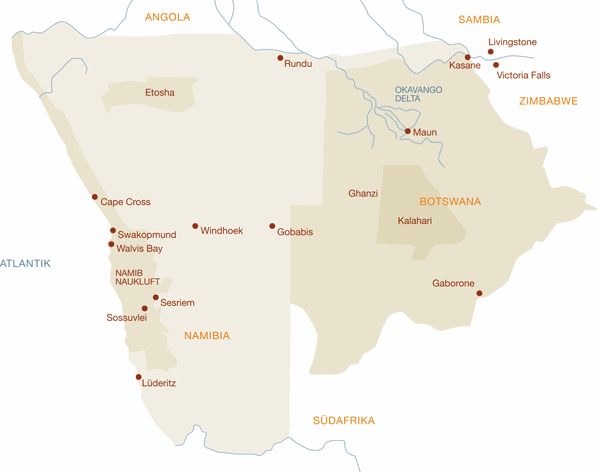 ANGOLA
SAMBIA
Livingstone
Rundu
Kasane
Victoria Falls
Etosha
OKAVANGO
DELTA
ZIMBABWE
Maun
Ghanzi
BOTSWANA
Cape Cross
Kalahari
Swakopmund
Windhoek
Gobabis
Walvis Bay
ATLANTIK
NAMIB
NAUKLUFT
Gaborone
Sesriem
Sossuvlei
NAMIBIA
Lüderitz
SÜDAFRIKA